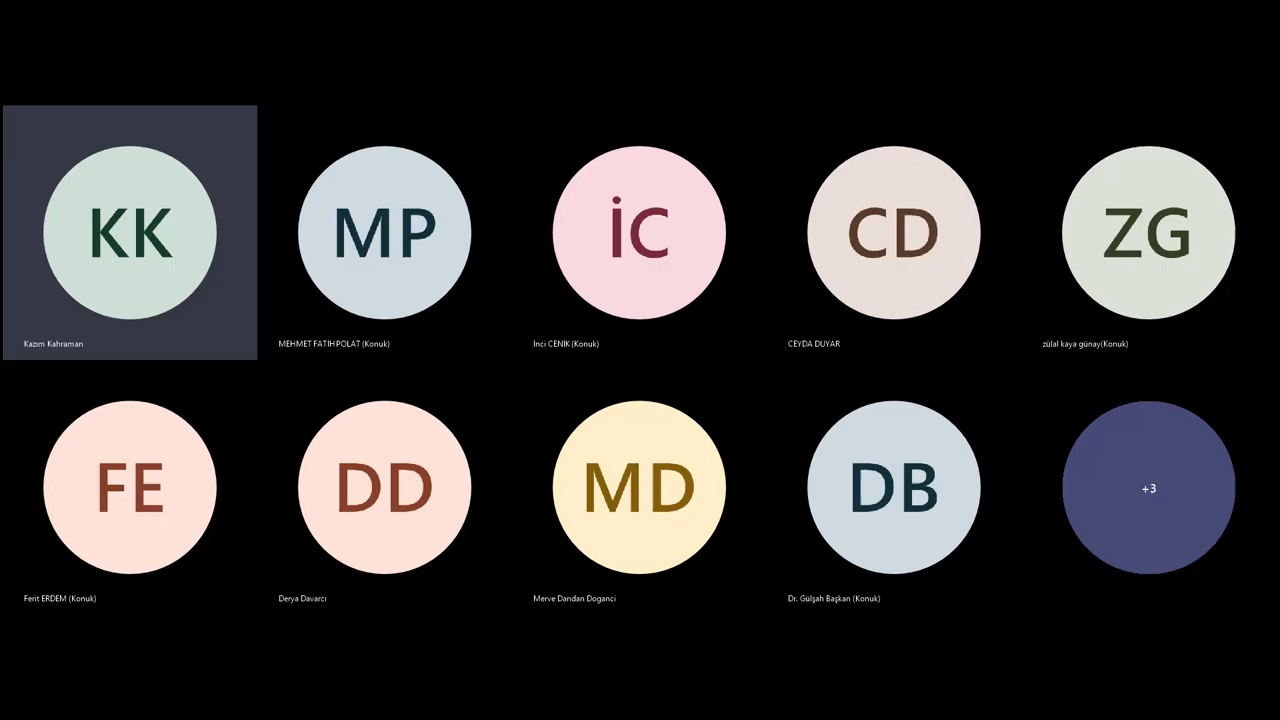 KK
MP
İC
CD
ZG
Kazım Kahraman
MEHMET FATİH POLAT (Konuk)
İnci CENİK (Konuk)
CEYDA DUYAR
zülal kaya günay(Konuk)
FE
DD
MD
DB
+3
Ferit ERDEM (Konuk)
Derya Davarcı
Merve Dandan Doganci
Dr. Gülşah Başkan (Konuk)